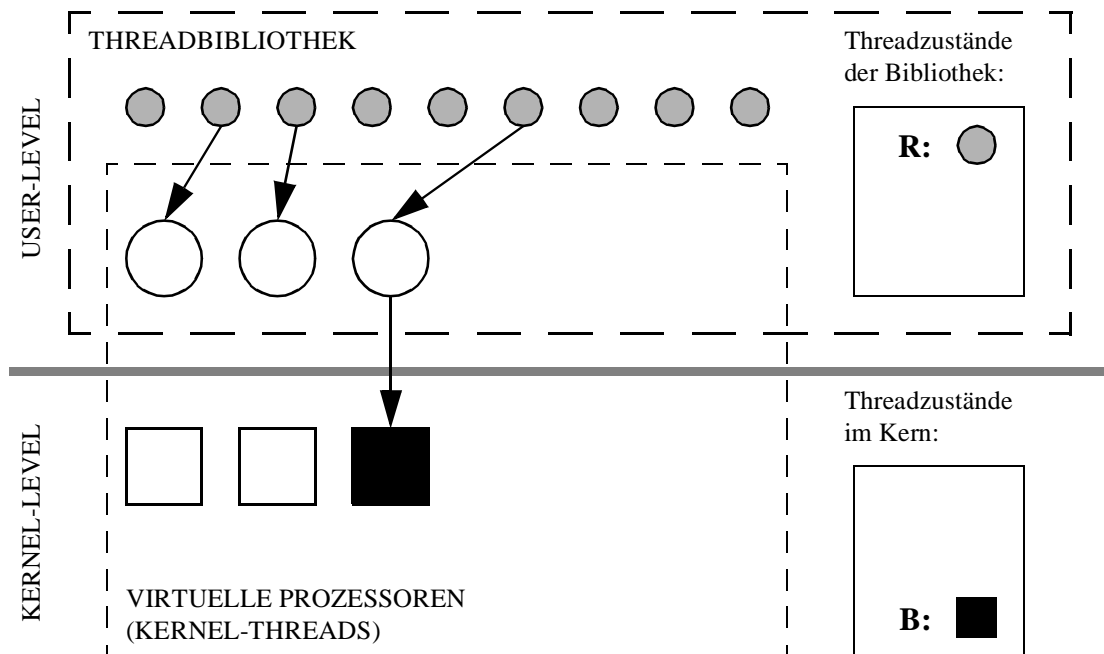 THREADBIBLIOTHEK
Threadzustände
der Bibliothek:
R:
USER-LEVEL
Threadzustände
im Kern:
B:
KERNEL-LEVEL
VIRTUELLE PROZESSOREN
(KERNEL-THREADS)